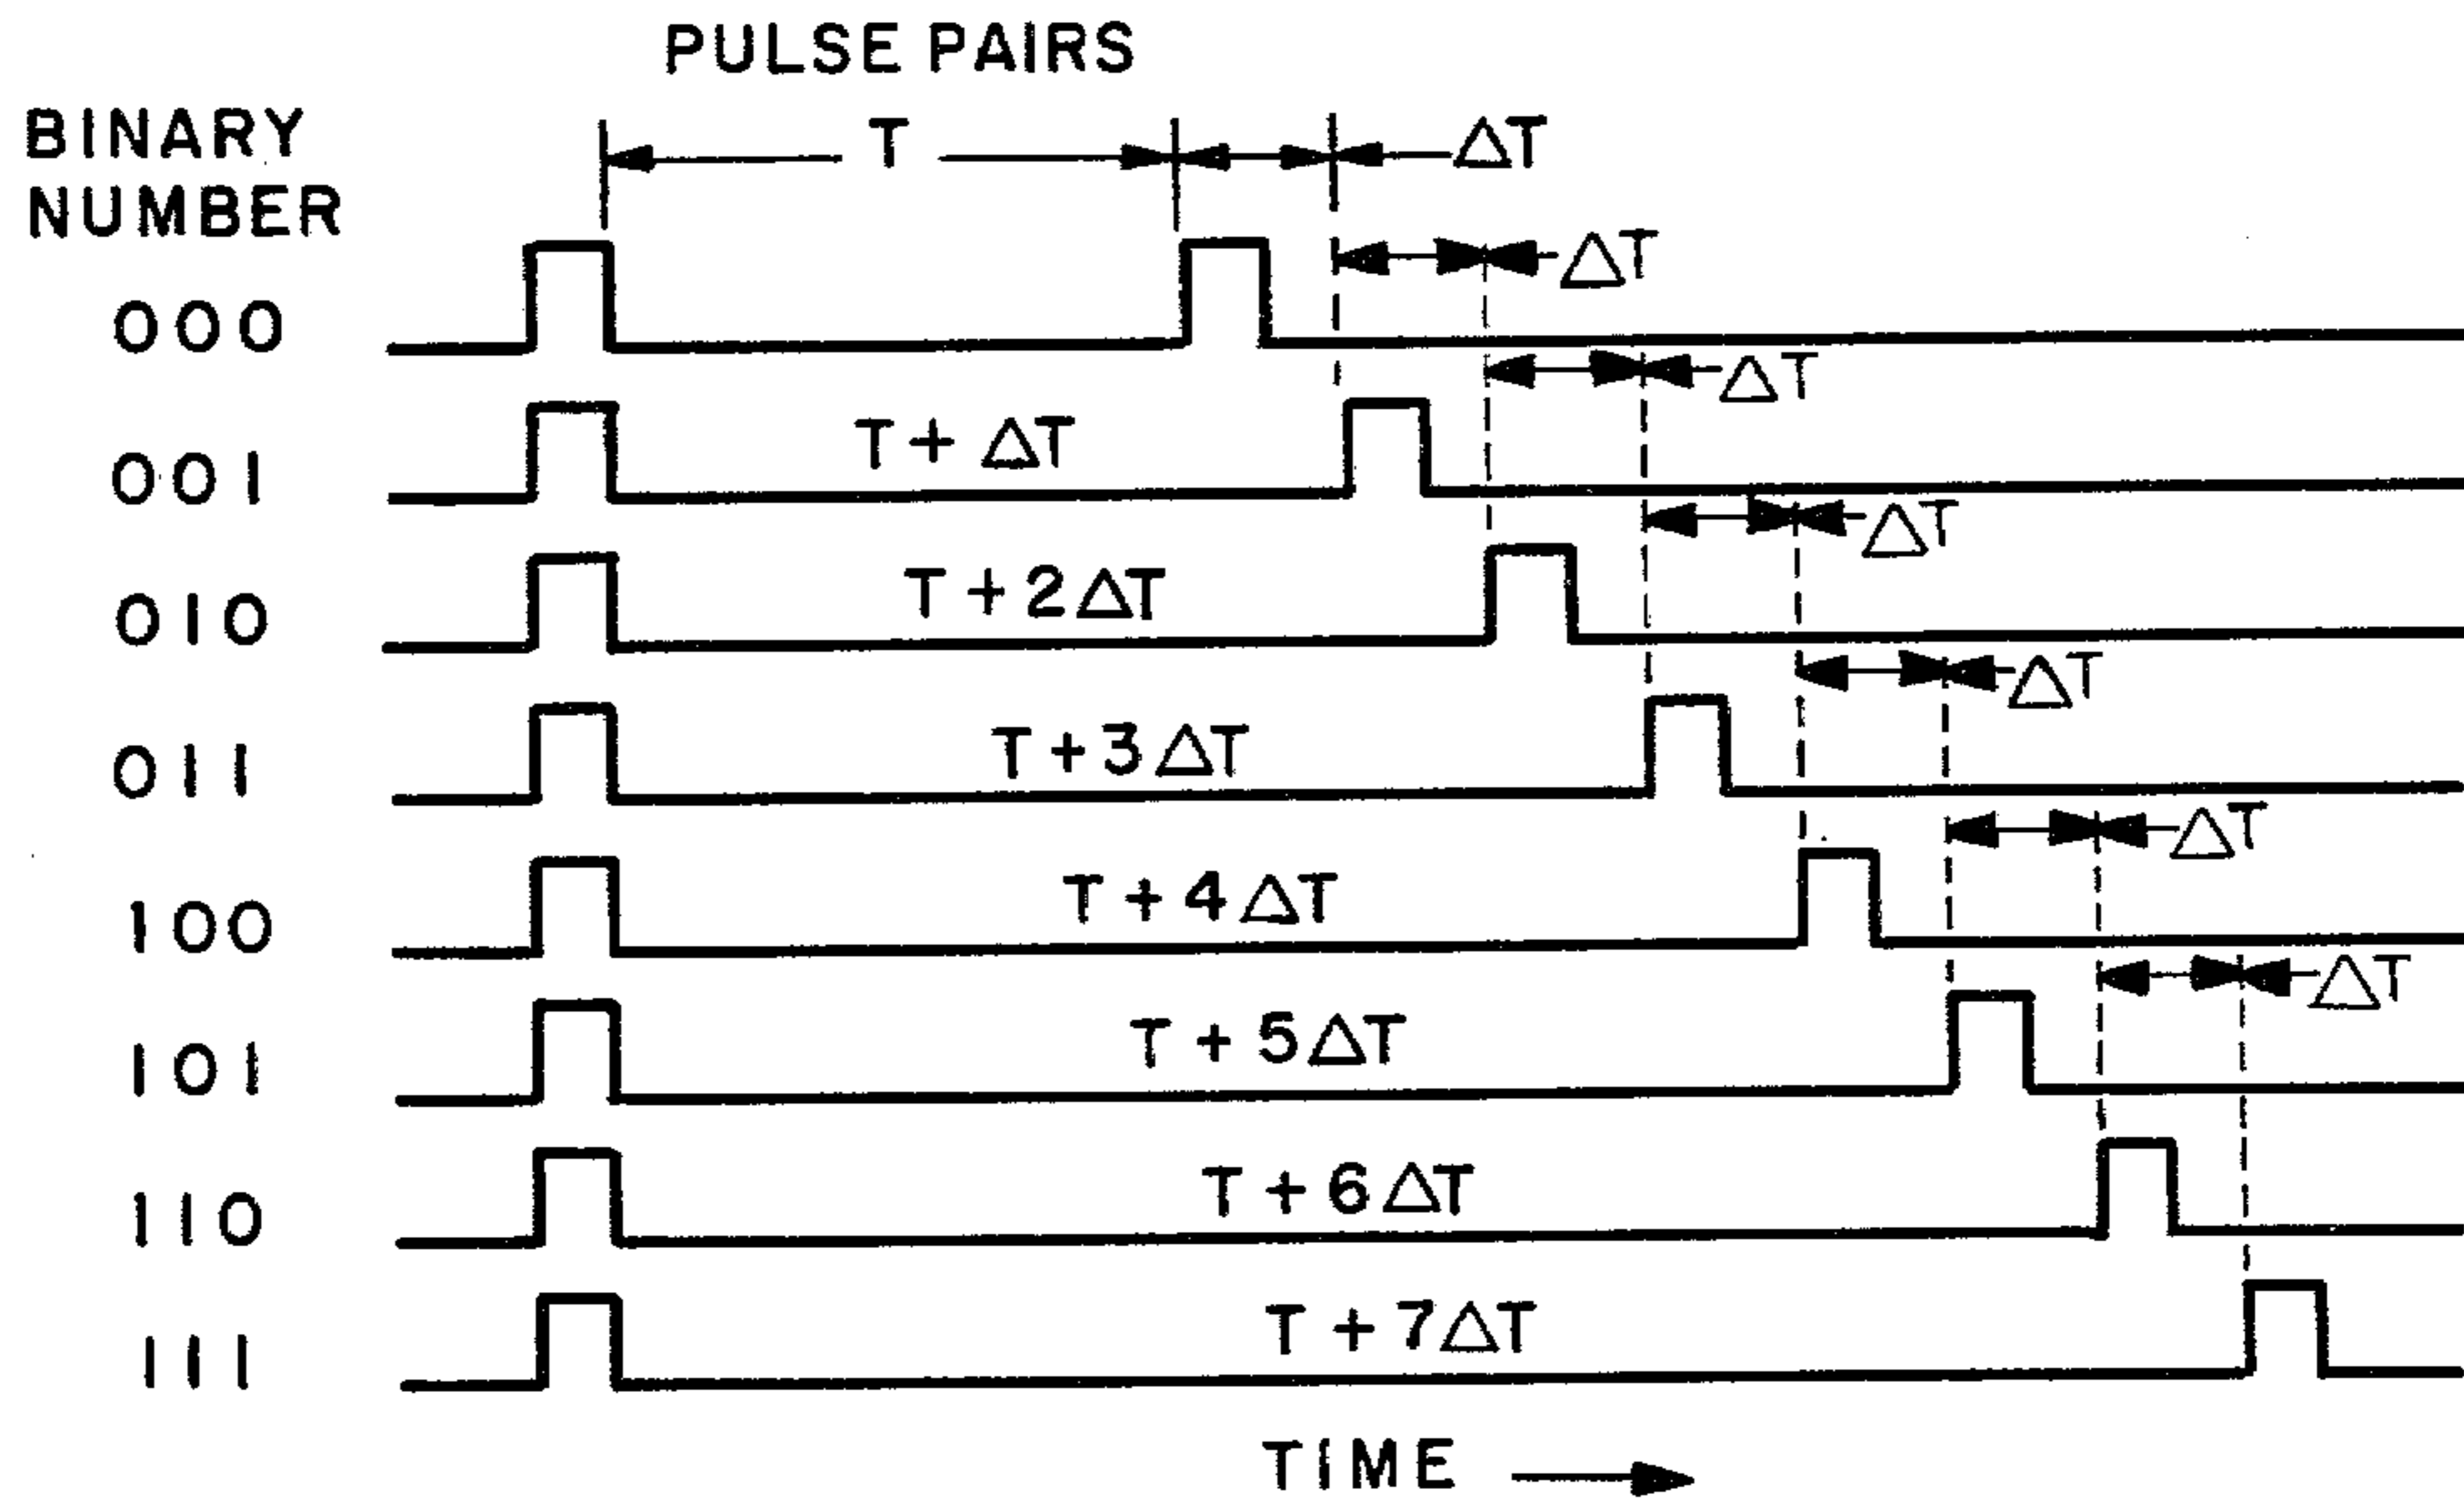 PULSE PAIRS
BINARY
NUMBER
T ΔT
ΔT
000
ΔT
001 T + ΔT
ΔT
010 T + 2ΔT
ΔT
011 T + 3ΔT
ΔT
100 T + 4ΔT
ΔT
101 T + 5ΔT
110 T + 6ΔT
111 T + 7ΔT
TIME